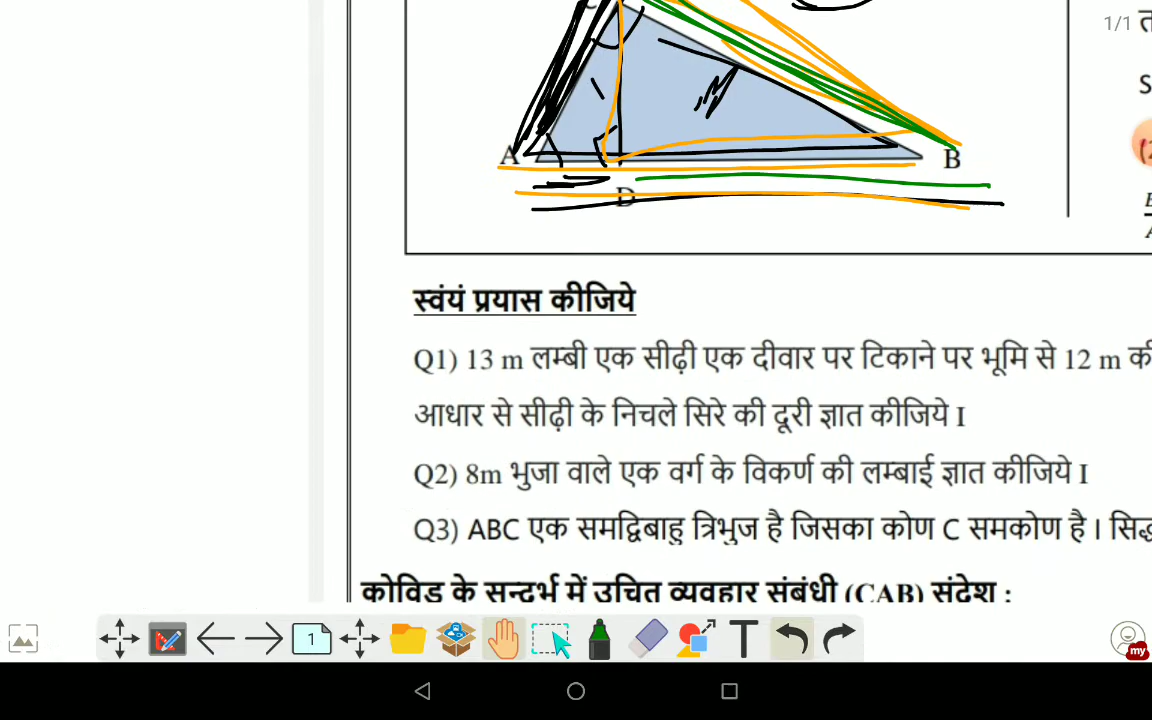 1/1 त
C
S
A
B
D
स्वंयं प्रयास कीजिये
Q1) 13 m लम्बी एक सीढ़ी एक दीवार पर टिकाने पर भूमि से 12 m की
आधार से सीढ़ी के निचले सिरे की दूरी ज्ञात कीजिये I
Q2) 8m भुजा वाले एक वर्ग के विकर्ण की लम्बाई ज्ञात कीजिये I
Q3) ABC एक समद्विबाहु त्रिभुज है जिसका कोण C समकोण है I
कोविड के सन्दर्भ में उचित व्यवहार संबंधी (CAB) संदेश :
1
T
my